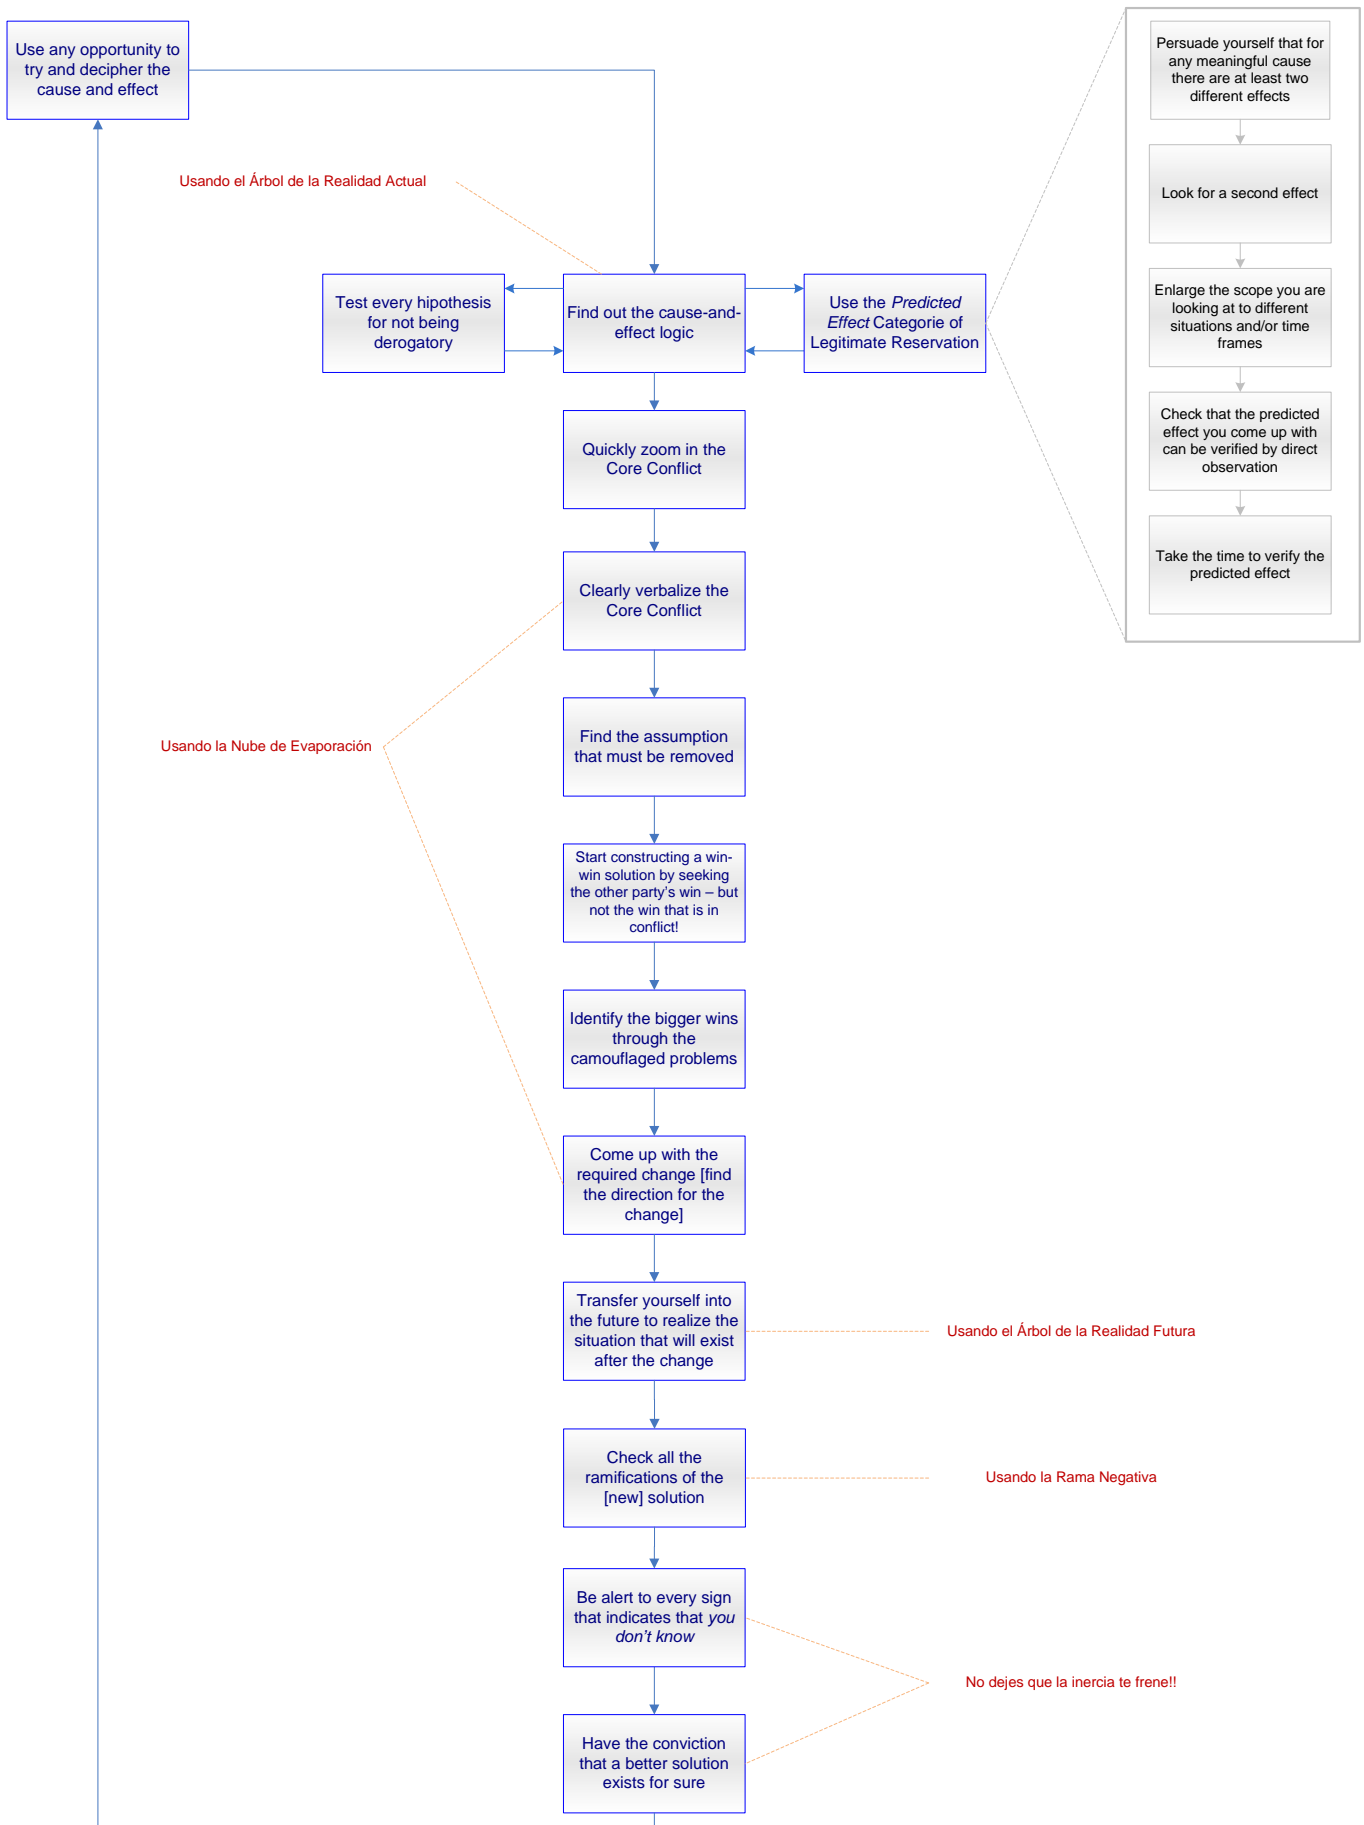 Use any opportunity to
try and decipher the
cause and effect
Persuade yourself that for
any meaningful cause
there are at least two
different effects
Look for a second effect
Enlarge the scope you are
looking at to different
situations and/or time
frames
Check that the predicted
effect you come up with
can be verified by direct
observation
Take the time to verify the
predicted effect
Usando el Árbol de la Realidad Actual
Test every hipothesis
for not being
derogatory
Find out the cause-and-
effect logic
Use the Predicted
Effect Categorie of
Legitimate Reservation
Quickly zoom in the
Core Conflict
Clearly verbalize the
Core Conflict
Usando la Nube de Evaporación
Find the assumption
that must be removed
Start constructing a win-
win solution by seeking
the other party’s win – but
not the win that is in
conflict!
Identify the bigger wins
through the
camouflaged problems
Come up with the
required change [find
the direction for the
change]
Transfer yourself into
the future to realize the
situation that will exist
after the change
Usando el Árbol de la Realidad Futura
Check all the
ramifications of the
[new] solution
Usando la Rama Negativa
Be alert to every sign
that indicates that you
don’t know
No dejes que la inercia te frene!!
Have the conviction
that a better solution
exists for sure